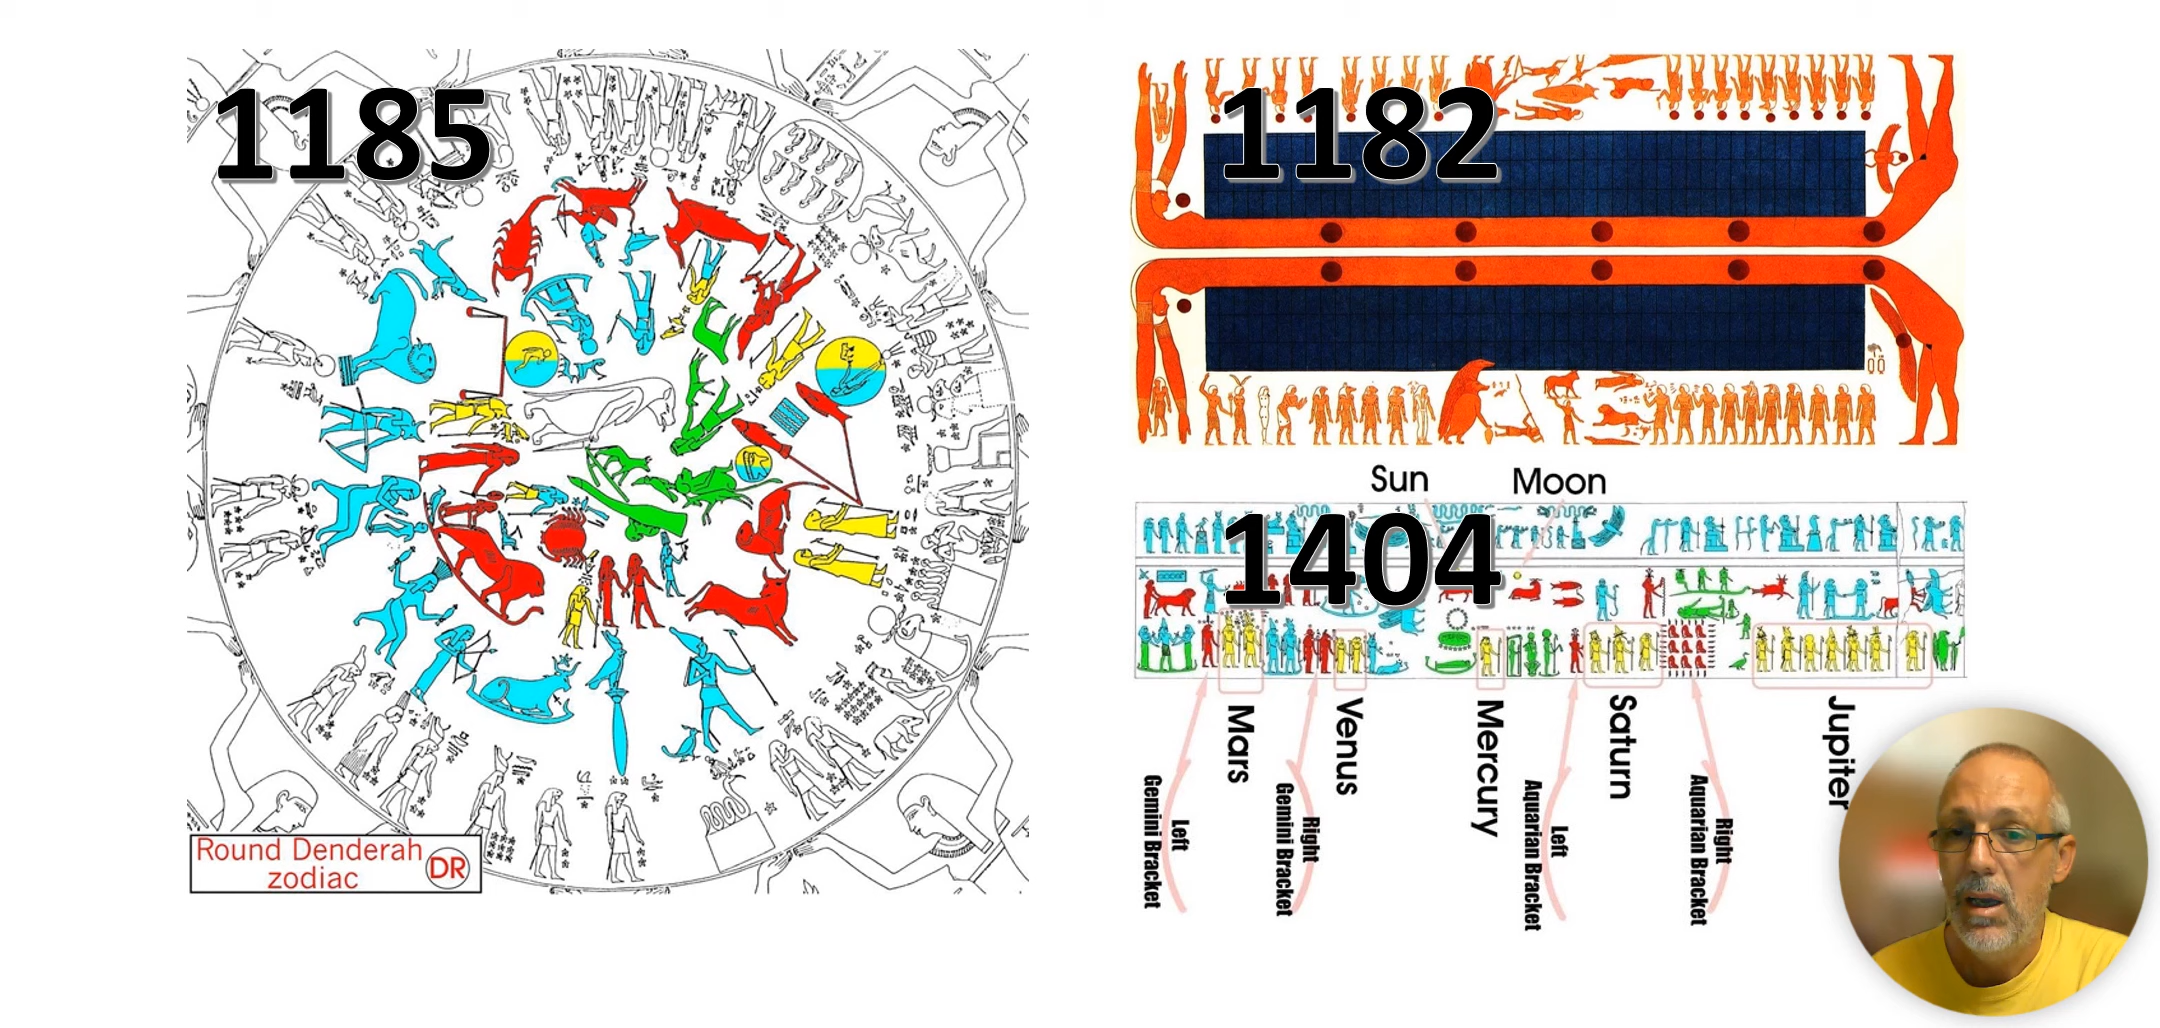 1185
Round Denderah
zodiac
DR
1182
Sun
Moon
1404
Mars
Venus
Mercury
Saturn
Jupiter
Left
Gemini Bracket
Right
Gemini Bracket
Left
Aquarian Bracket
Right
Aquarian Bracket